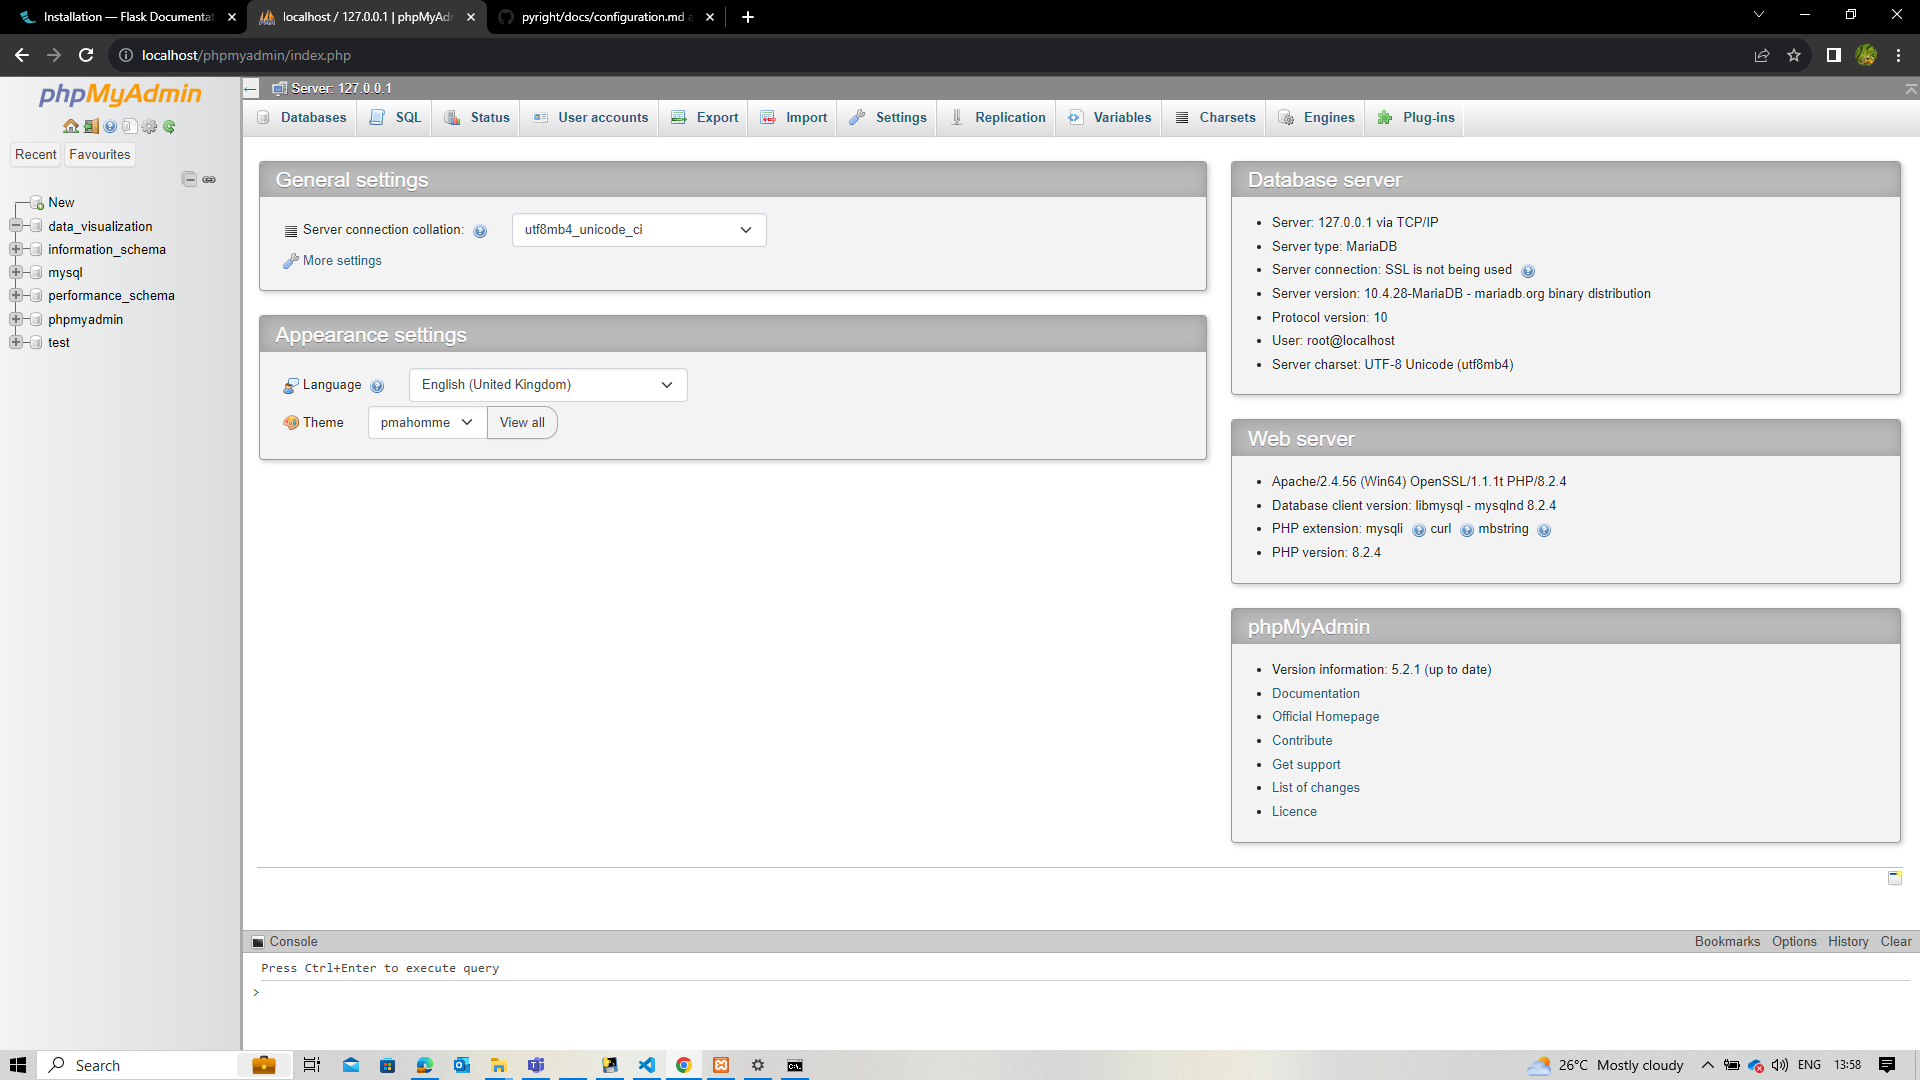 Installation — Flask Documentat
localhost / 127.0.0.1 | phpMyAdn
pyright/docs/configuration.md a
localhost/phpmyadmin/index.php
phpMyAdmin
Recent
Favourites
New
data_visualization
information_schema
mysql
performance_schema
phpmyadmin
test
Server: 127.0.0.1
Databases
SQL
Status
User accounts
Export
Import
Settings
Replication
Variables
Charsets
Engines
Plug-ins
General settings
Server connection collation:
utf8mb4_unicode_ci
More settings
Appearance settings
Language
English (United Kingdom)
Theme
pmahomme
View all
Database server
Server: 127.0.0.1 via TCP/IP
Server type: MariaDB
Server connection: SSL is not being used
Server version: 10.4.28-MariaDB - mariadb.org binary distribution
Protocol version: 10
User: root@localhost
Server charset: UTF-8 Unicode (utf8mb4)
Web server
Apache/2.4.56 (Win64) OpenSSL/1.1.1t PHP/8.2.4
Database client version: libmysql - mysqlnd 8.2.4
PHP extension: mysqli curl mbstring
PHP version: 8.2.4
phpMyAdmin
Version information: 5.2.1 (up to date)
Documentation
Official Homepage
Contribute
Get support
List of changes
Licence
Console
Bookmarks
Options
History
Clear
Press Ctrl+Enter to execute query
>
Search
26°C Mostly cloudy
ENG
13:58